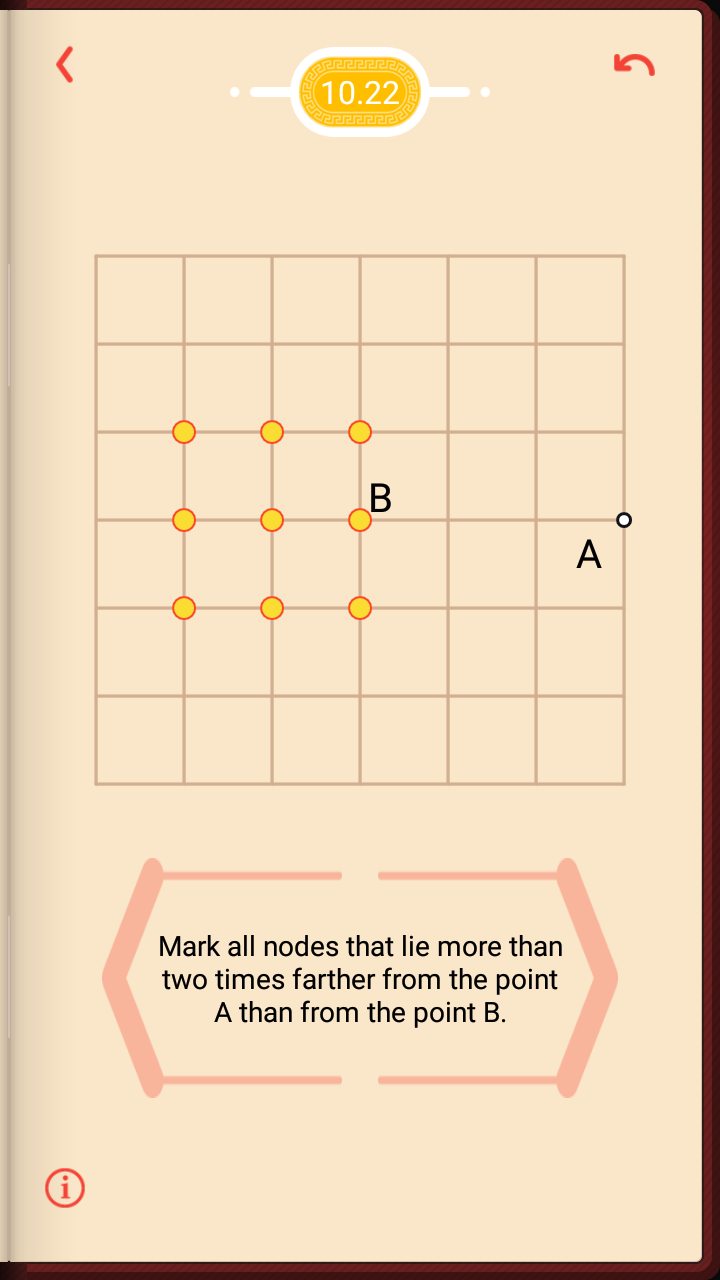 10.22
B
A
Mark all nodes that lie more than
two times farther from the point
A than from the point B.
i